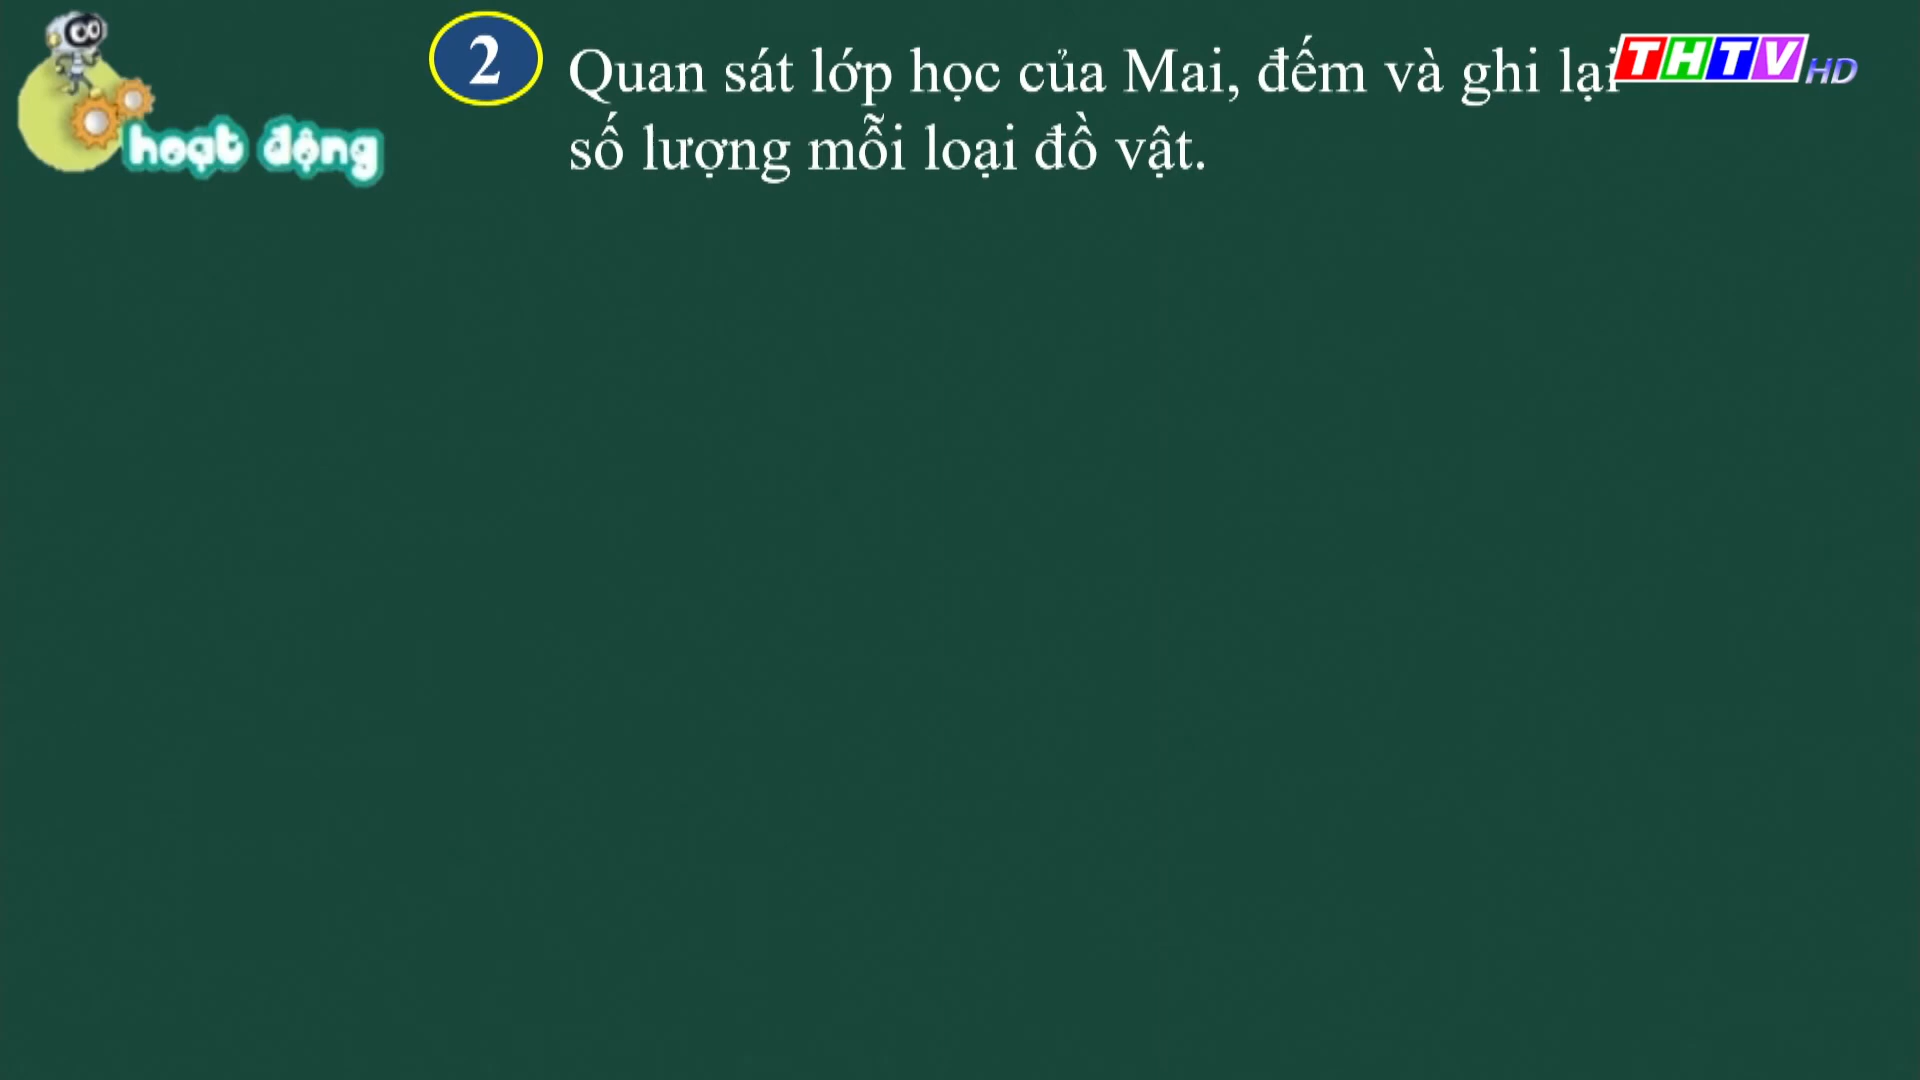 hoạt động
2
Quan sát lớp học của Mai, đếm và ghi lại
số lượng mỗi loại đồ vật.
THTV HD